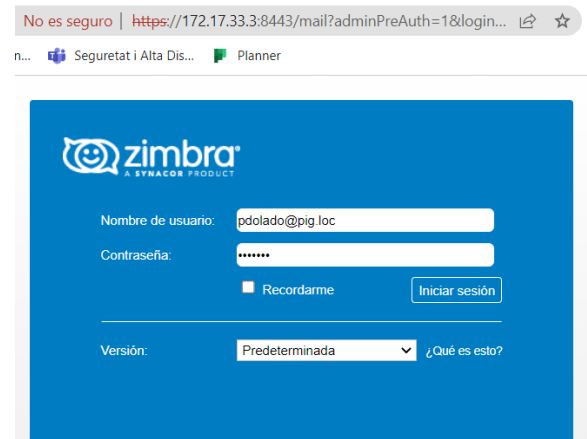 No es seguro | https://172.17.33.3:8443/mail?adminPreAuth=1&login...
n... Seguretat i Alta Dis... Planner
zimbra®
A SYNACOR PRODUCT
Nombre de usuario: pdolado@pig.loc
Contraseña: •••••••
Recordarme Iniciar sesión
Versión: Predeterminada ¿Qué es esto?